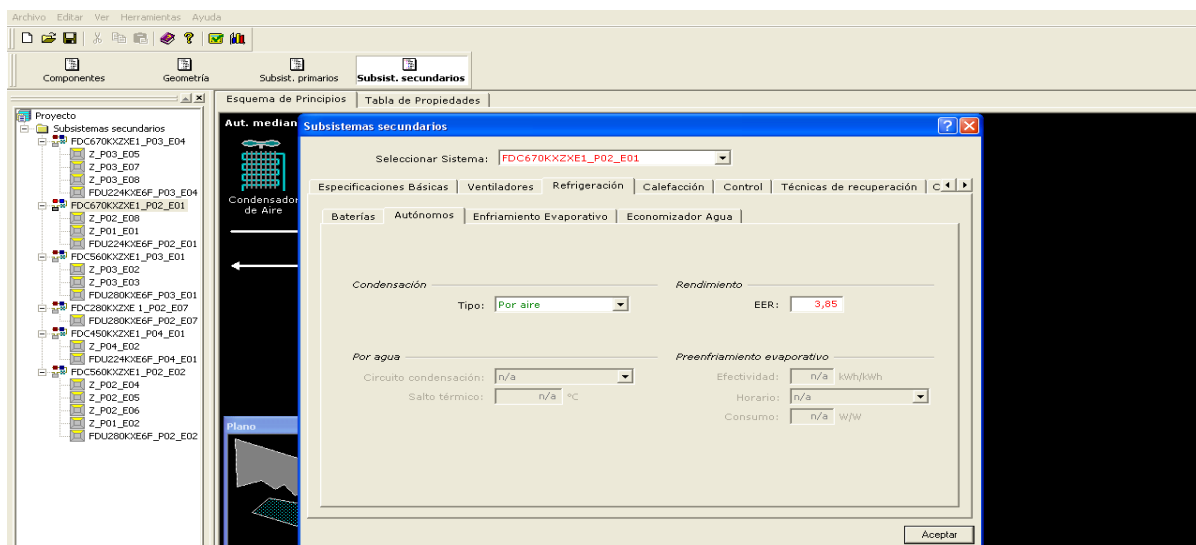 Archivo Editar Ver Herramientas Ayuda
Componentes Geometría Subsist. primarios Subsist. secundarios
Proyecto
Subsistemas secundarios
FDC670KXZXE1_P03_E04
Z_P03_E05
Z_P03_E07
Z_P03_E08
FDU224KXE6F_P03_E04
FDC670KXZXE1_P02_E01
Z_P02_E08
Z_P01_E01
FDU224KXE6F_P02_E01
FDC560KXZXE1_P03_E01
Z_P03_E02
Z_P03_E03
FDU280KXE6F_P03_E01
FDC280KXZXE 1_P02_E07
FDU280KXE6F_P02_E07
FDC450KXZXE1_P04_E01
Z_P04_E02
FDU224KXE6F_P04_E01
FDC560KXZXE1_P02_E02
Z_P02_E04
Z_P02_E05
Z_P02_E06
Z_P01_E02
FDU280KXE6F_P02_E02
Esquema de Principios Tabla de Propiedades
Aut. median
Condensador
de Aire
Plano
Subsistemas secundarios
Seleccionar Sistema: FDC670KXZXE1_P02_E01
Especificaciones Básicas Ventiladores Refrigeración Calefacción Control Técnicas de recuperación C
Baterías Autónomos Enfriamiento Evaporativo Economizador Agua
Condensación Rendimiento
Tipo: Por aire EER: 3,85
Por agua Preenfriamiento evaporativo
Circuito condensación: n/a Efectividad: n/a kWh/kWh
Salto térmico: n/a ºC Horario: n/a
Consumo: n/a W/W
Aceptar